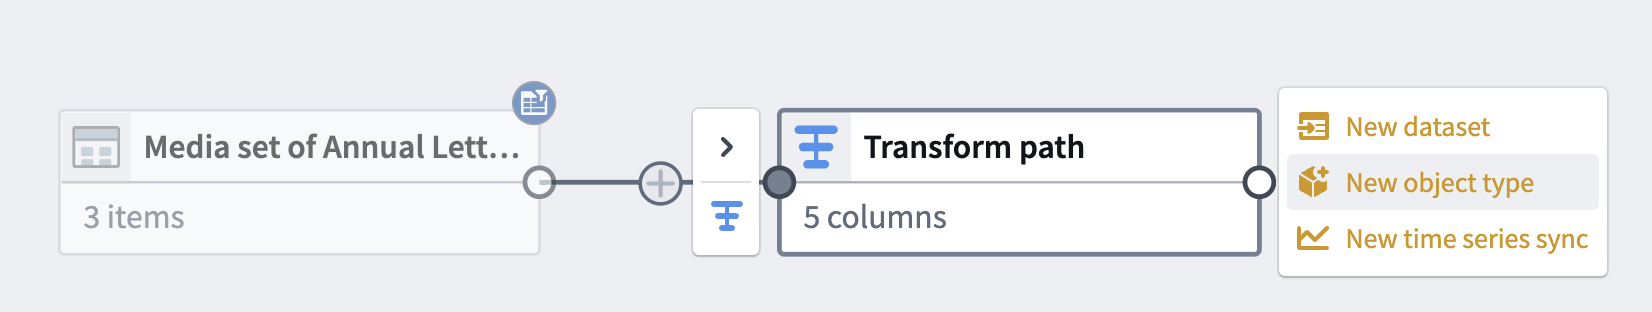 Media set of Annual Lett...
3 items
Transform path
5 columns
New dataset
New object type
New time series sync